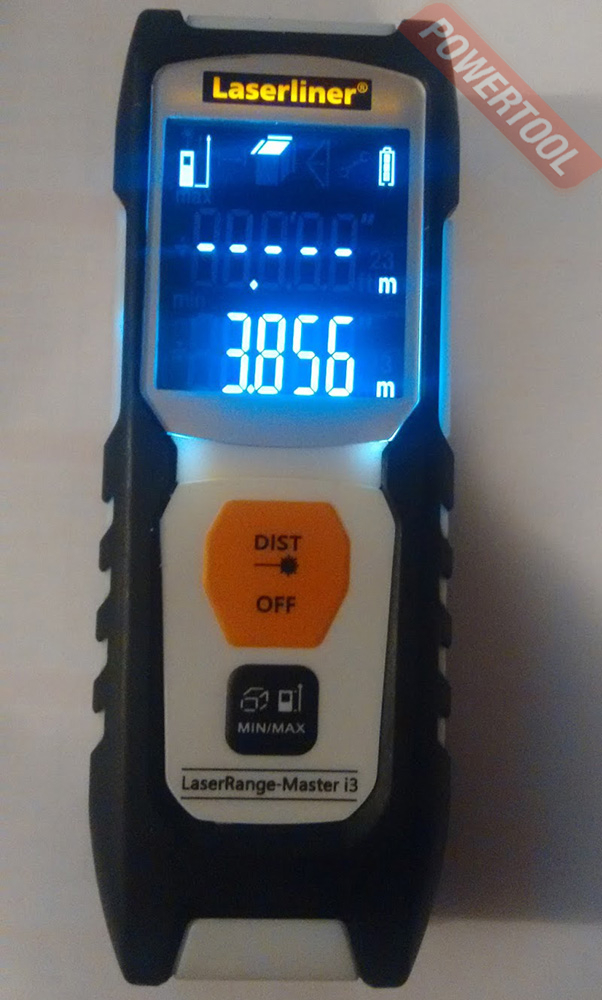 POWERTOOL
Laserliner®
max
- - - - -
m
min
3.856
m
DIST
OFF
MIN/MAX
LaserRange-Master i3